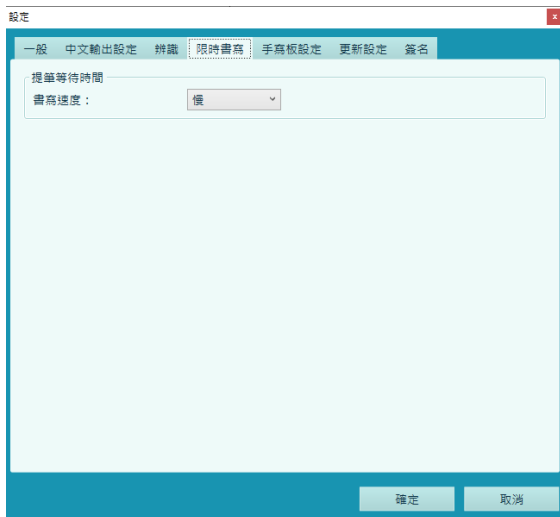 設定
x
一般 中文輸出設定 辨識 限時書寫 手寫板設定 更新設定 簽名
提筆等待時間
書寫速度： 慢
確定 取消